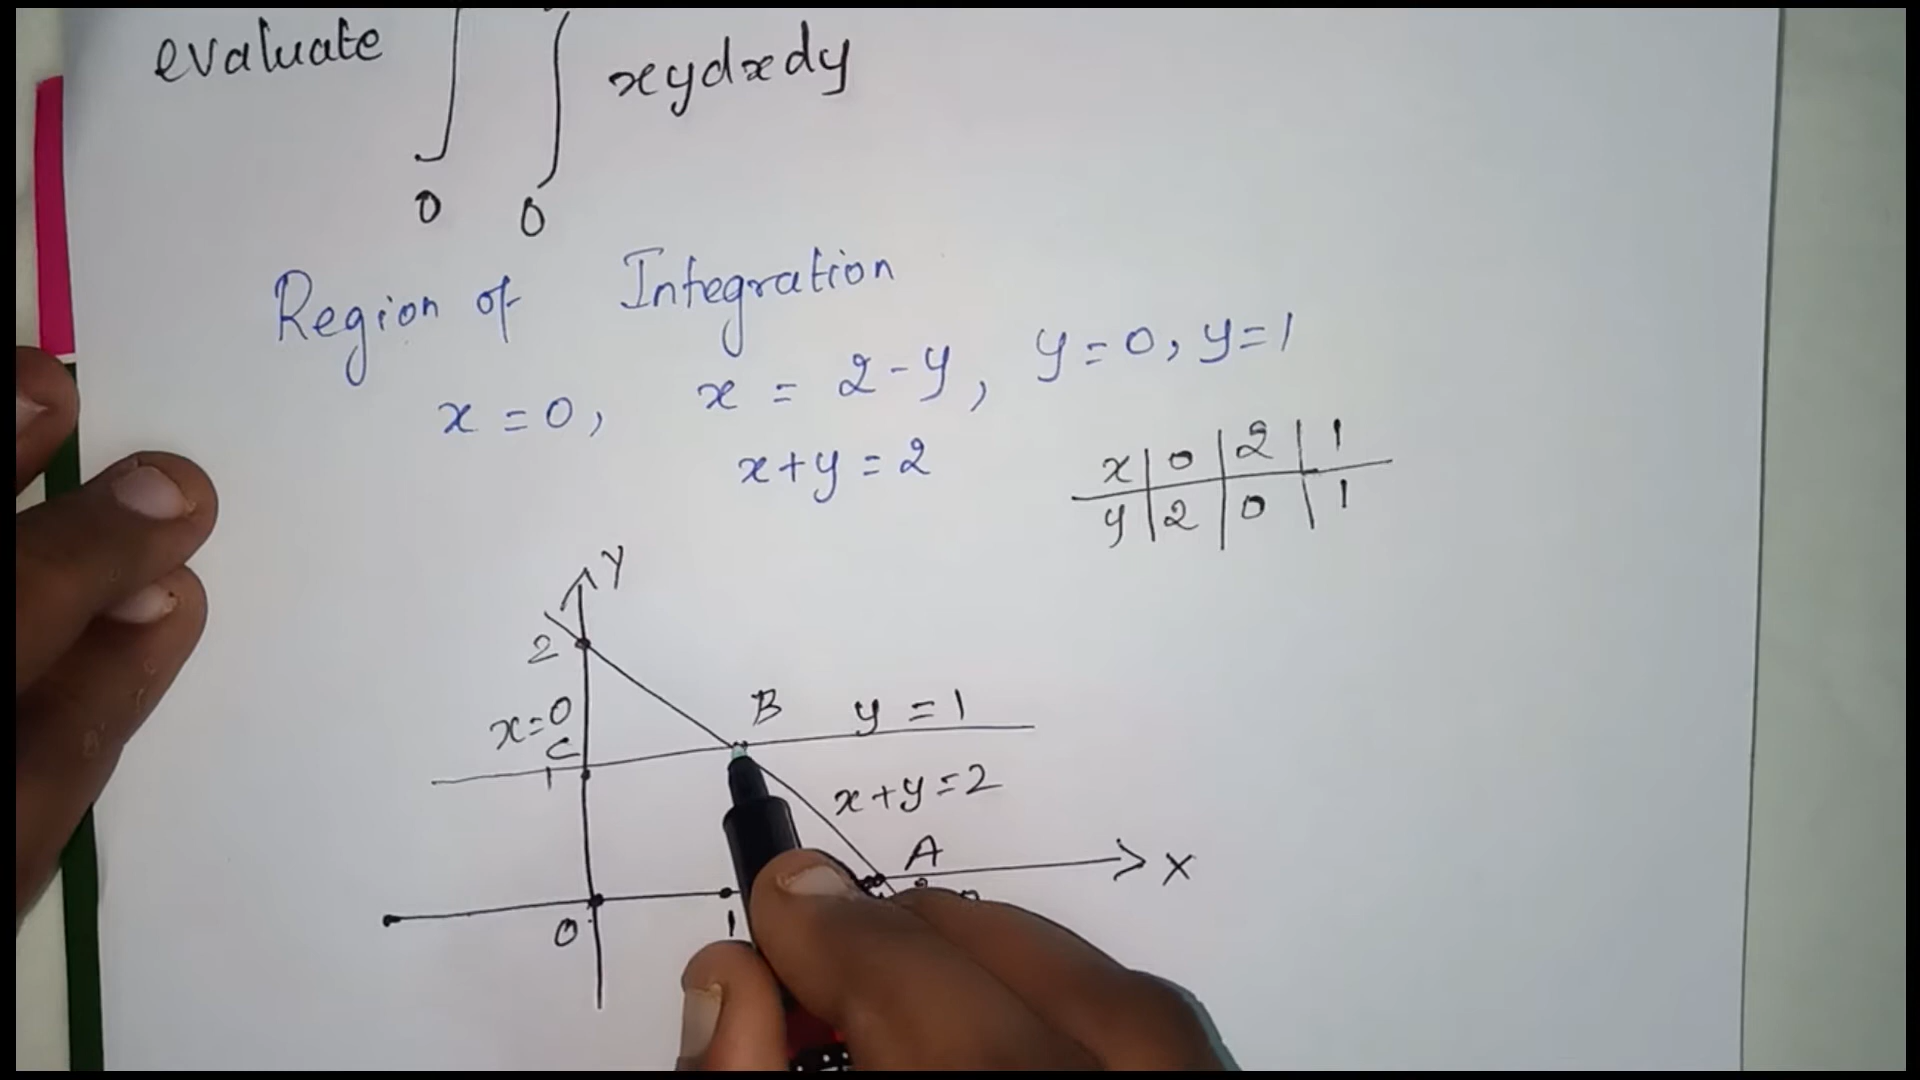 evaluate ∫ ∫ xydxdy
0 0
Region of Integration
x = 0, x = 2-y, y = 0, y = 1
x+y = 2
x | 0 | 2 | 1
y | 2 | 0 | 1
Y
2
x=0
B y = 1
C
1
x+y = 2
A
X
O 1